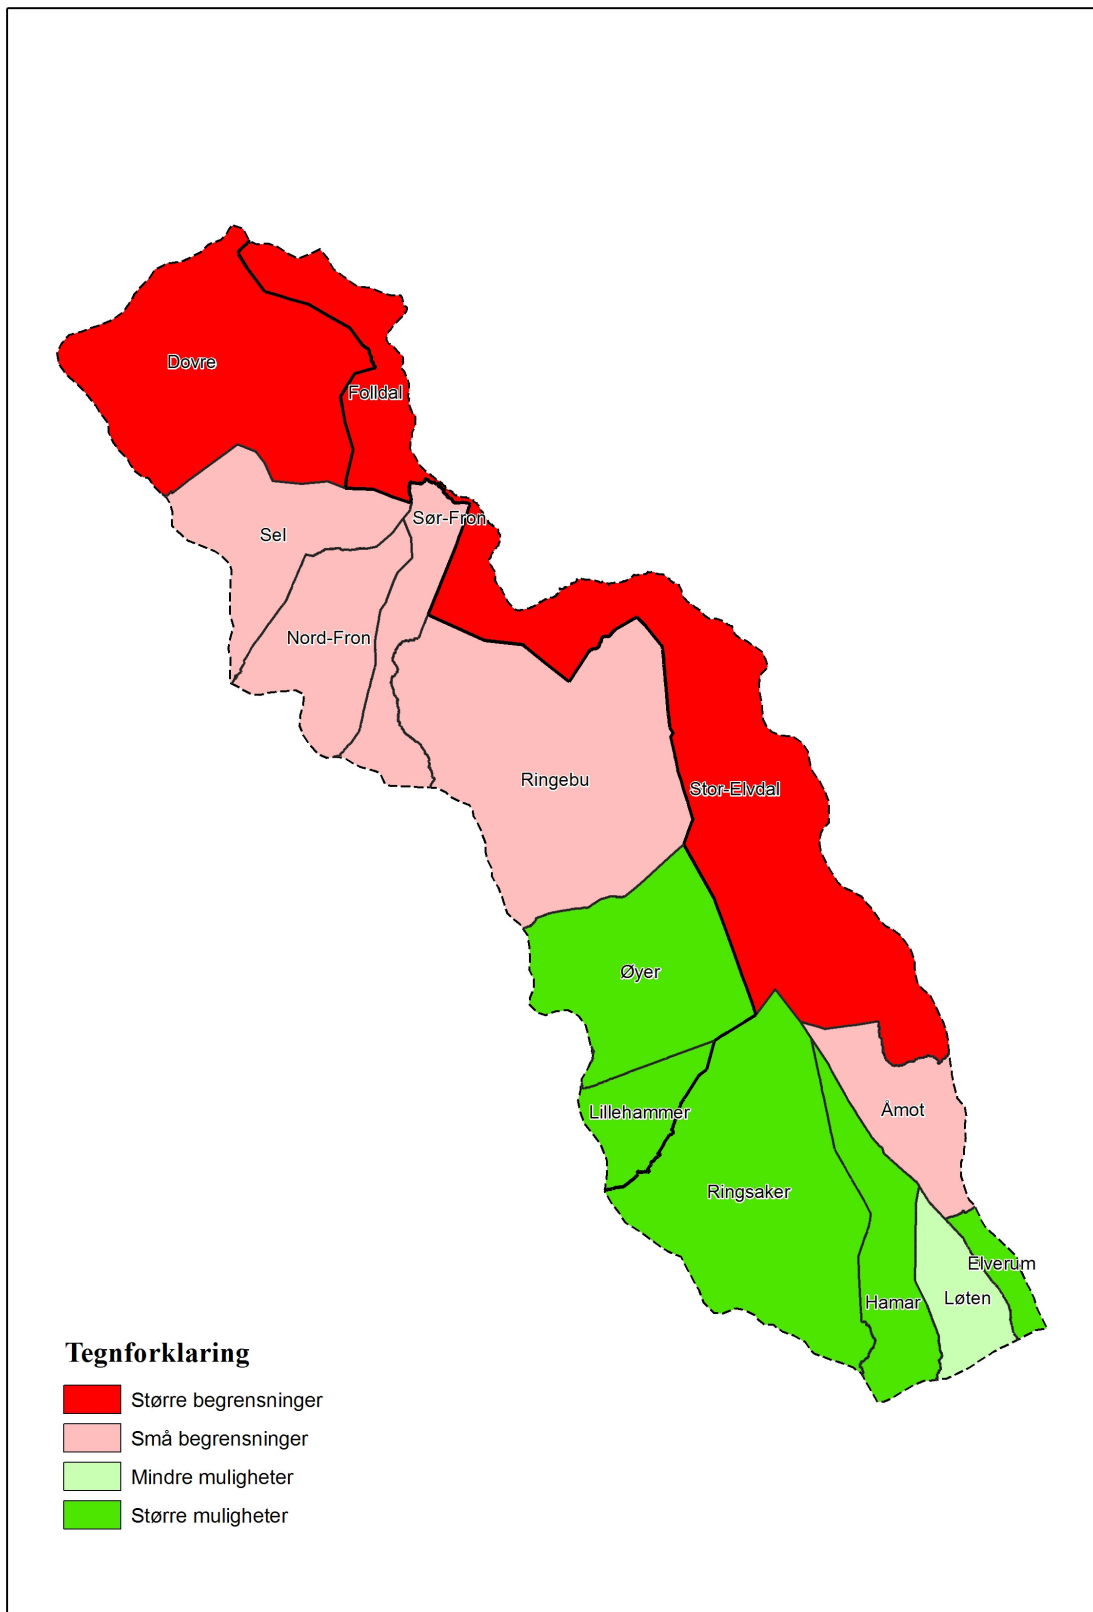 Dovre
Folldal
Sør-Fron
Sel
Nord-Fron
Ringebu
Stor-Elvdal
Øyer
Lillehammer
Åmot
Ringsaker
Elverum
Løten
Hamar
Tegnforklaring
Større begrensninger
Små begrensninger
Mindre muligheter
Større muligheter